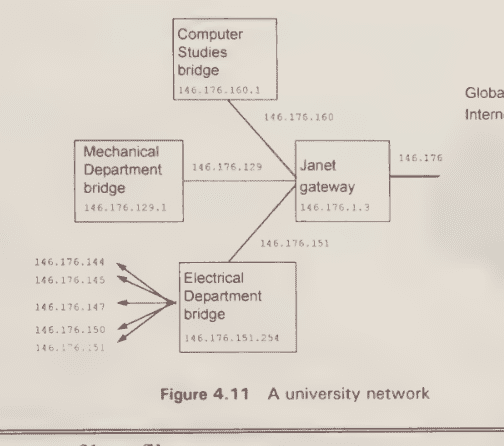 Computer
Studies
bridge
146.176.160.1
Globa
Intern
146.176.160
Mechanical
Department
bridge
146.176.129.1
146.176.129
Janet
gateway
146.176.1.3
146.176
146.176.151
146.176.144
146.176.145
146.176.147
146.176.150
146.176.151
Electrical
Department
bridge
146.176.151.254
Figure 4.11 A university network